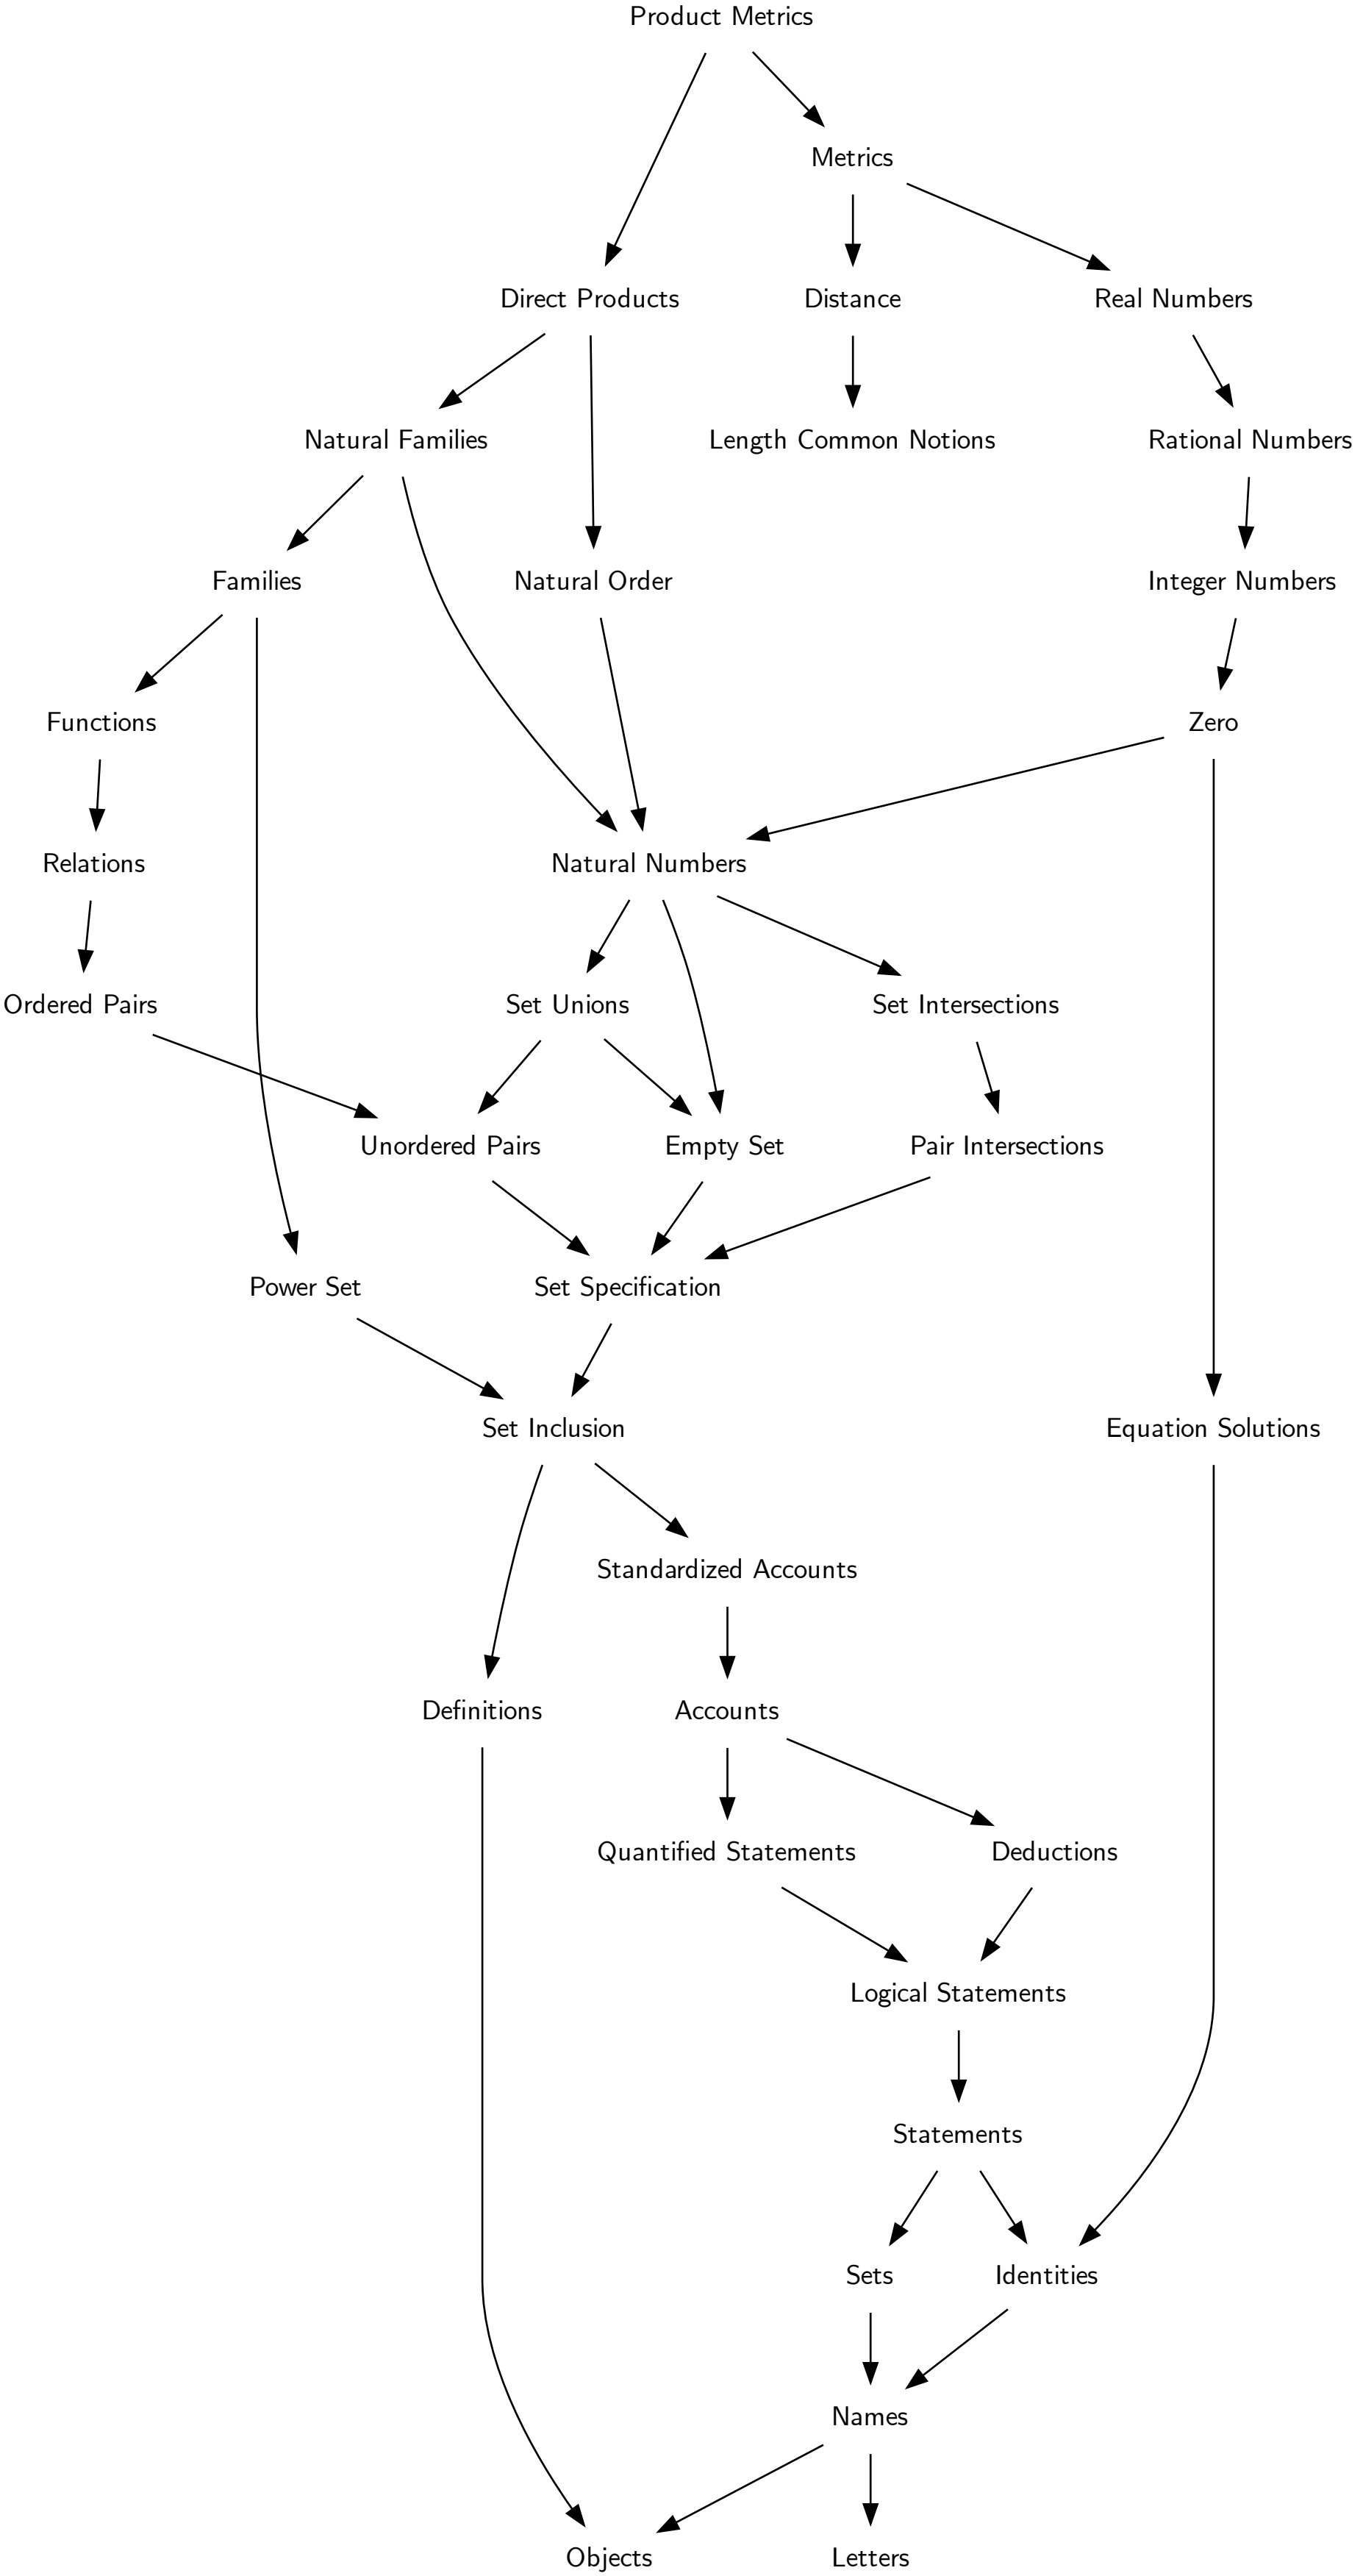 Product Metrics
Metrics
Direct Products
Distance
Real Numbers
Natural Families
Length Common Notions
Rational Numbers
Families
Natural Order
Integer Numbers
Functions
Zero
Relations
Natural Numbers
Ordered Pairs
Set Unions
Set Intersections
Unordered Pairs
Empty Set
Pair Intersections
Power Set
Set Specification
Set Inclusion
Equation Solutions
Standardized Accounts
Definitions
Accounts
Quantified Statements
Deductions
Logical Statements
Statements
Sets
Identities
Names
Objects
Letters